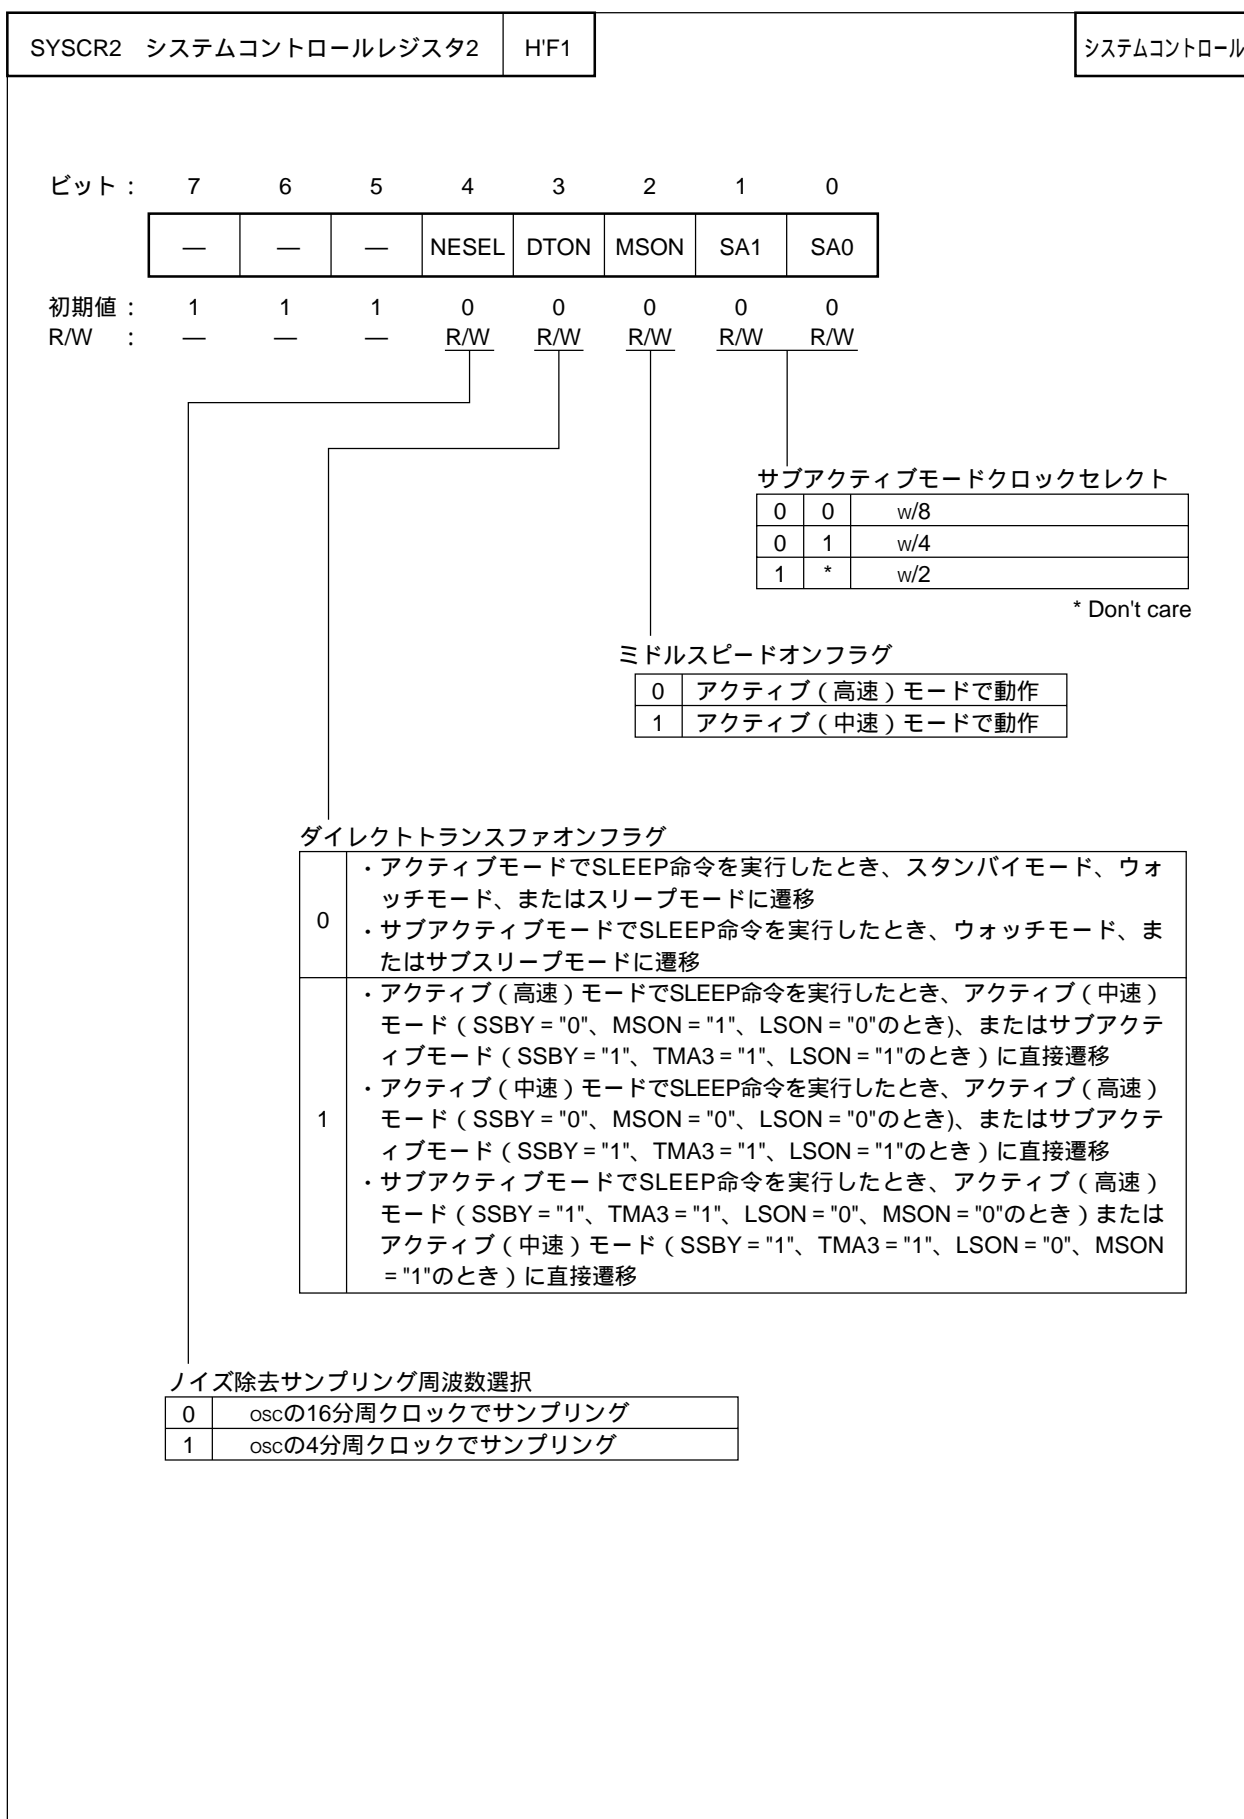 SYSCR2　システムコントロールレジスタ2 H'F1 システムコントロール
ビット： 7 6 5 4 3 2 1 0
— — — NESEL DTON MSON SA1 SA0
初期値： 1 1 1 0 0 0 0 0
R/W ： — — — R/W R/W R/W R/W R/W
サブアクティブモードクロックセレクト
0 0 w/8
0 1 w/4
1 * w/2
* Don't care
ミドルスピードオンフラグ
0 アクティブ（高速）モードで動作
1 アクティブ（中速）モードで動作
ダイレクトトランスファオンフラグ
0
・アクティブモードでSLEEP命令を実行したとき、スタンバイモード、ウォ
ッチモード、またはスリープモードに遷移
・サブアクティブモードでSLEEP命令を実行したとき、ウォッチモード、ま
たはサブスリープモードに遷移
1
・アクティブ（高速）モードでSLEEP命令を実行したとき、アクティブ（中速）
モード（SSBY = "0"、MSON = "1"、LSON = "0"のとき)、またはサブアクテ
ィブモード（SSBY = "1"、TMA3 = "1"、LSON = "1"のとき）に直接遷移
・アクティブ（中速）モードでSLEEP命令を実行したとき、アクティブ（高速）
モード（SSBY = "0"、MSON = "0"、LSON = "0"のとき)、またはサブアクテ
ィブモード（SSBY = "1"、TMA3 = "1"、LSON = "1"のとき）に直接遷移
・サブアクティブモードでSLEEP命令を実行したとき、アクティブ（高速）
モード（SSBY = "1"、TMA3 = "1"、LSON = "0"、MSON = "0"のとき）または
アクティブ（中速）モード（SSBY = "1"、TMA3 = "1"、LSON = "0"、MSON
= "1"のとき）に直接遷移
ノイズ除去サンプリング周波数選択
0 oscの16分周クロックでサンプリング
1 oscの4分周クロックでサンプリング